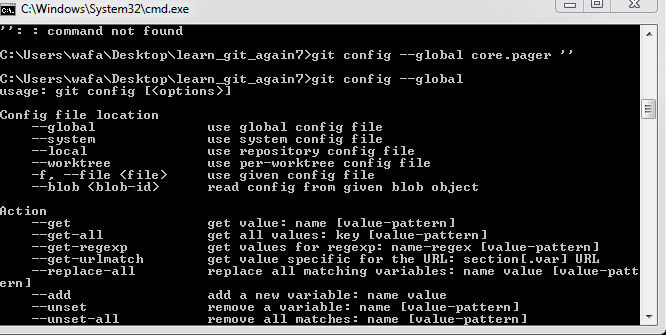 C:\Windows\System32\cmd.exe
'': : command not found
C:\Users\wafa\Desktop\learn_git_again7>git config --global core.pager ''
C:\Users\wafa\Desktop\learn_git_again7>git config --global
usage: git config [<options>]
Config file location
    --global              use global config file
    --system              use system config file
    --local               use repository config file
    --worktree            use per-worktree config file
    -f, --file <file>     use given config file
    --blob <blob-id>      read config from given blob object
Action
    --get                 get value: name [value-pattern]
    --get-all             get all values: key [value-pattern]
    --get-regexp          get values for regexp: name-regex [value-pattern]
    --get-urlmatch        get value specific for the URL: section[.var] URL
    --replace-all         replace all matching variables: name value [value-patt
ern]
    --add                 add a new variable: name value
    --unset               remove a variable: name [value-pattern]
    --unset-all           remove all matches: name [value-pattern]